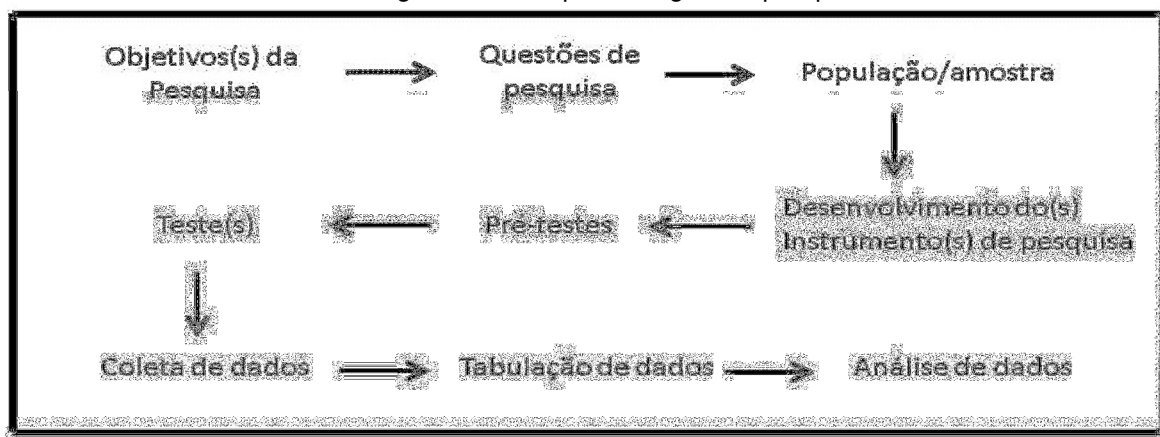 Objetivos(s) da
Pesquisa
Questões de
pesquisa
População/amostra
Desenvolvimento do(s)
Instrumento(s) de pesquisa
Pré-testes
Teste(s)
Coleta de dados
Tabulação de dados
Análise de dados